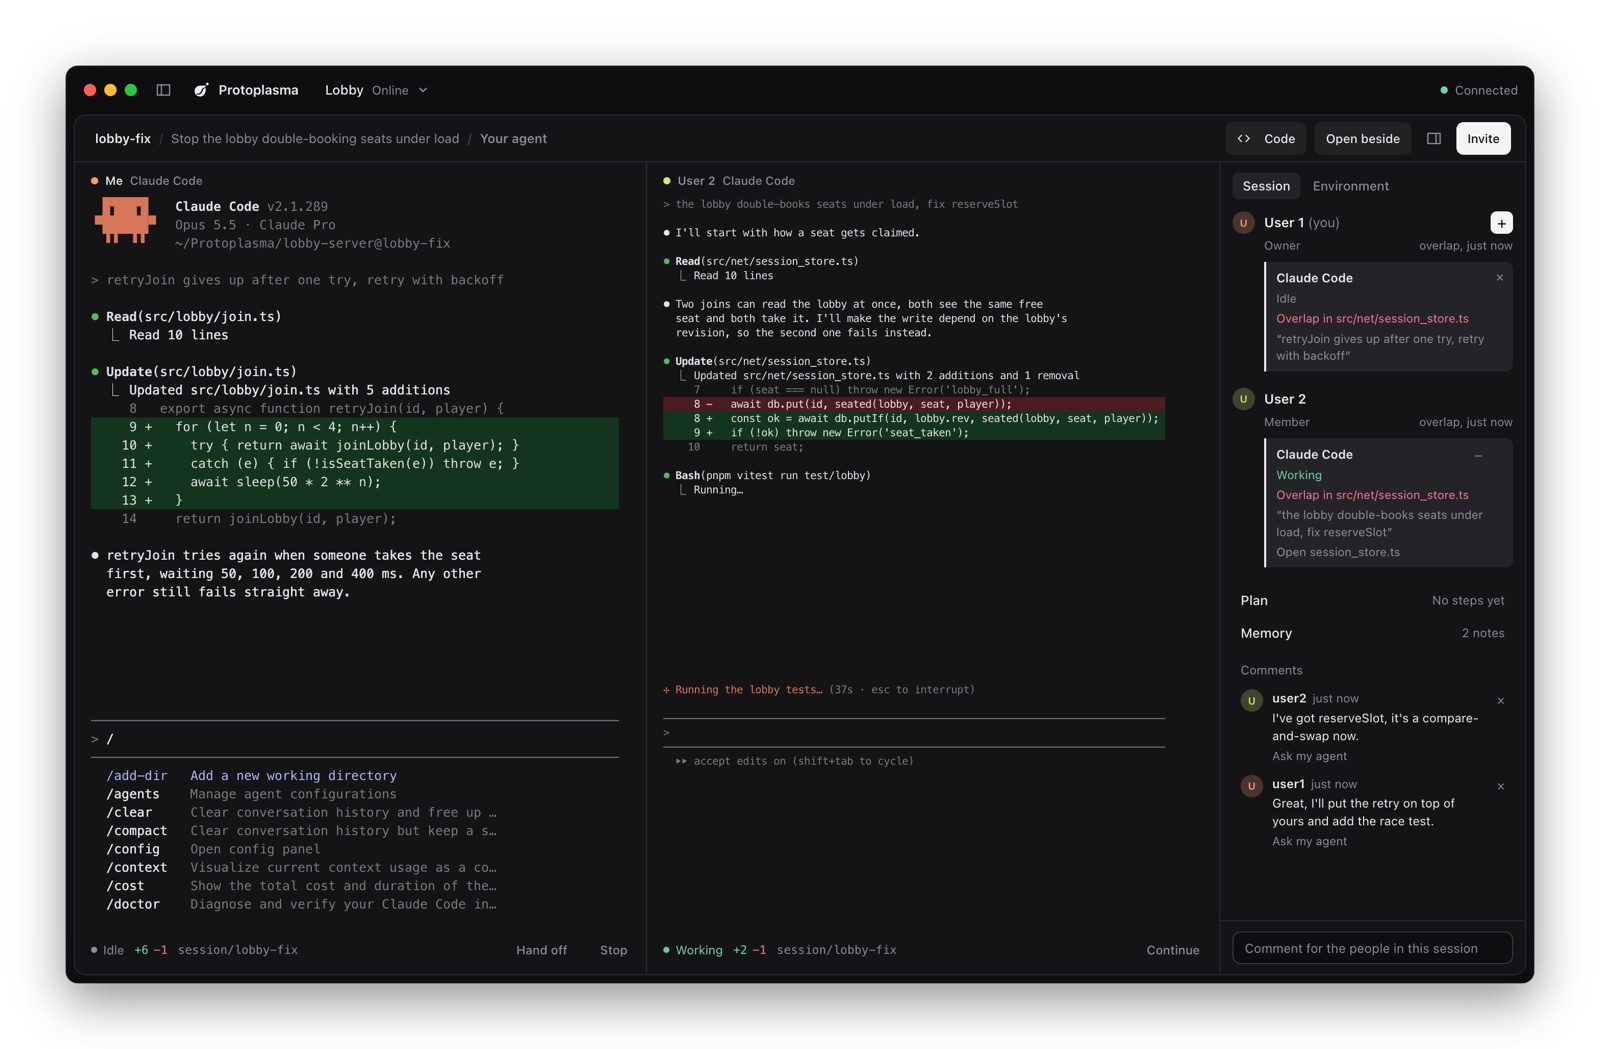 Protoplasma
Lobby Online
Connected
lobby-fix / Stop the lobby double-booking seats under load / Your agent
<> Code
Open beside
Invite
Me Claude Code
Claude Code v2.1.289
Opus 5.5 · Claude Pro
~/Protoplasma/lobby-server@lobby-fix
> retryJoin gives up after one try, retry with backoff
● Read(src/lobby/join.ts)
⎿ Read 10 lines
● Update(src/lobby/join.ts)
⎿ Updated src/lobby/join.ts with 5 additions
8 export async function retryJoin(id, player) {
9 + for (let n = 0; n < 4; n++) {
10 + try { return await joinLobby(id, player); }
11 + catch (e) { if (!isSeatTaken(e)) throw e; }
12 + await sleep(50 * 2 ** n);
13 + }
14 return joinLobby(id, player);
● retryJoin tries again when someone takes the seat
first, waiting 50, 100, 200 and 400 ms. Any other
error still fails straight away.
> /
/add-dir Add a new working directory
/agents Manage agent configurations
/clear Clear conversation history and free up …
/compact Clear conversation history but keep a s…
/config Open config panel
/context Visualize current context usage as a co…
/cost Show the total cost and duration of the…
/doctor Diagnose and verify your Claude Code in…
Idle +6 −1 session/lobby-fix
Hand off
Stop
User 2 Claude Code
> the lobby double-books seats under load, fix reserveSlot
● I'll start with how a seat gets claimed.
● Read(src/net/session_store.ts)
⎿ Read 10 lines
● Two joins can read the lobby at once, both see the same free
seat and both take it. I'll make the write depend on the lobby's
revision, so the second one fails instead.
● Update(src/net/session_store.ts)
⎿ Updated src/net/session_store.ts with 2 additions and 1 removal
7 if (seat === null) throw new Error('lobby_full');
8 − await db.put(id, seated(lobby, seat, player));
8 + const ok = await db.putIf(id, lobby.rev, seated(lobby, seat, player));
9 + if (!ok) throw new Error('seat_taken');
10 return seat;
● Bash(pnpm vitest run test/lobby)
⎿ Running…
÷ Running the lobby tests… (37s · esc to interrupt)
>
▸▸ accept edits on (shift+tab to cycle)
Working +2 −1 session/lobby-fix
Continue
Session
Environment
U User 1 (you)
+
Owner
overlap, just now
Claude Code ×
Idle
Overlap in src/net/session_store.ts
“retryJoin gives up after one try, retry
with backoff”
U User 2
Member
overlap, just now
Claude Code –
Working
Overlap in src/net/session_store.ts
“the lobby double-books seats under
load, fix reserveSlot”
Open session_store.ts
Plan
No steps yet
Memory
2 notes
Comments
U user2 just now ×
I've got reserveSlot, it's a compare-
and-swap now.
Ask my agent
U user1 just now ×
Great, I'll put the retry on top of
yours and add the race test.
Ask my agent
Comment for the people in this session